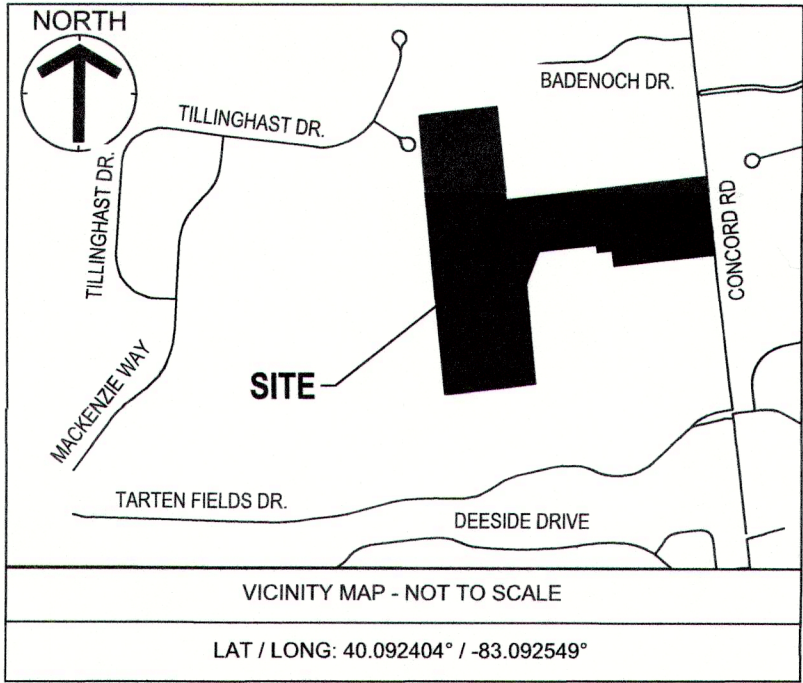 NORTH
BADENOCH DR.
TILLINGHAST DR.
TILLINGHAST DR.
CONCORD RD
MACKENZIE WAY
SITE
TARTEN FIELDS DR.
DEESIDE DRIVE
VICINITY MAP - NOT TO SCALE
LAT / LONG: 40.092404° / -83.092549°